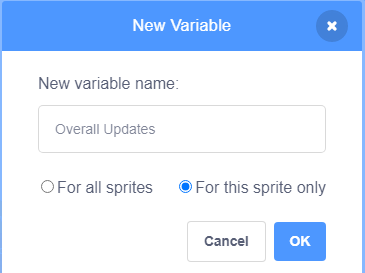 New Variable
New variable name:
Overall Updates
For all sprites For this sprite only
Cancel OK